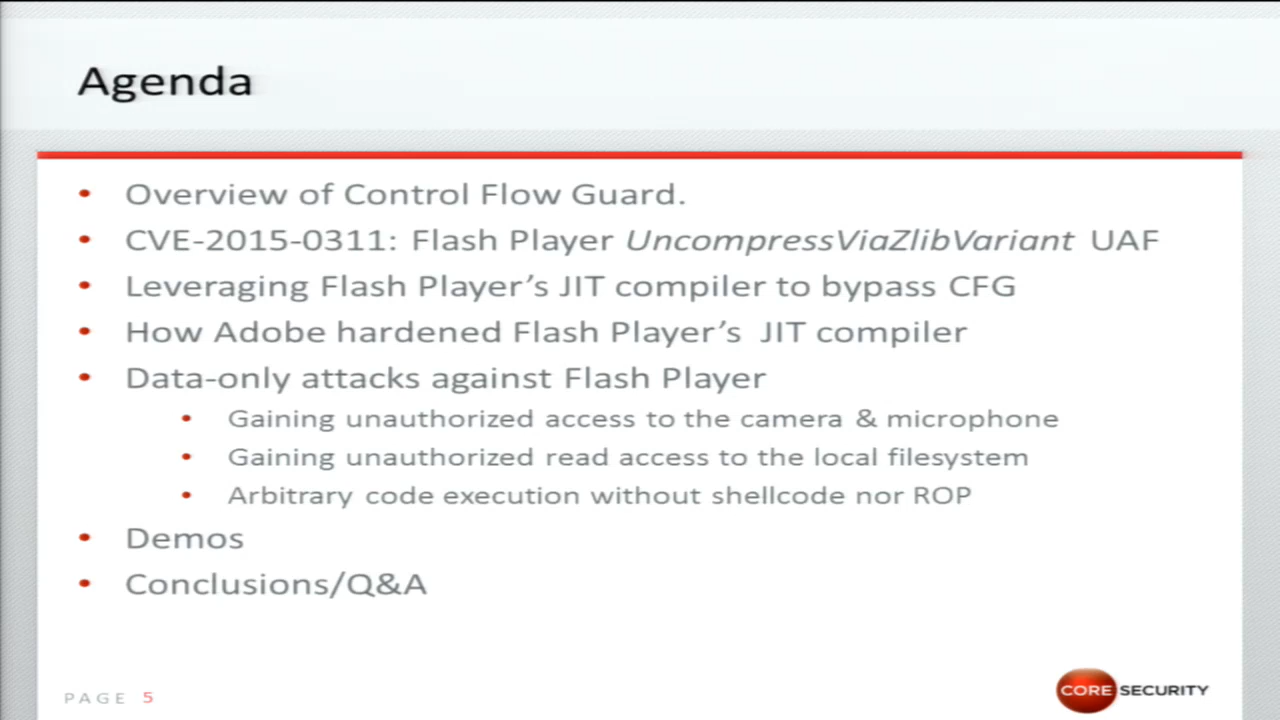 Agenda
• Overview of Control Flow Guard.
• CVE-2015-0311: Flash Player UncompressViaZlibVariant UAF
• Leveraging Flash Player’s JIT compiler to bypass CFG
• How Adobe hardened Flash Player’s JIT compiler
• Data-only attacks against Flash Player
• Gaining unauthorized access to the camera & microphone
• Gaining unauthorized read access to the local filesystem
• Arbitrary code execution without shellcode nor ROP
• Demos
• Conclusions/Q&A
PAGE 5
CORE SECURITY